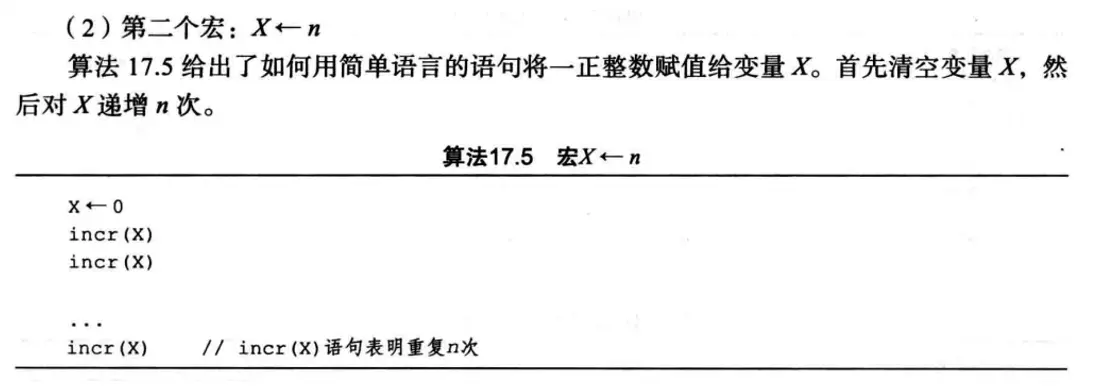 （2）第二个宏：X←n
算法 17.5 给出了如何用简单语言的语句将一正整数赋值给变量 X。首先清空变量 X，然
后对 X 递增 n 次。
算法17.5　宏X←n
X←0
incr(X)
incr(X)
...
incr(X)　　// incr(X)语句表明重复n次